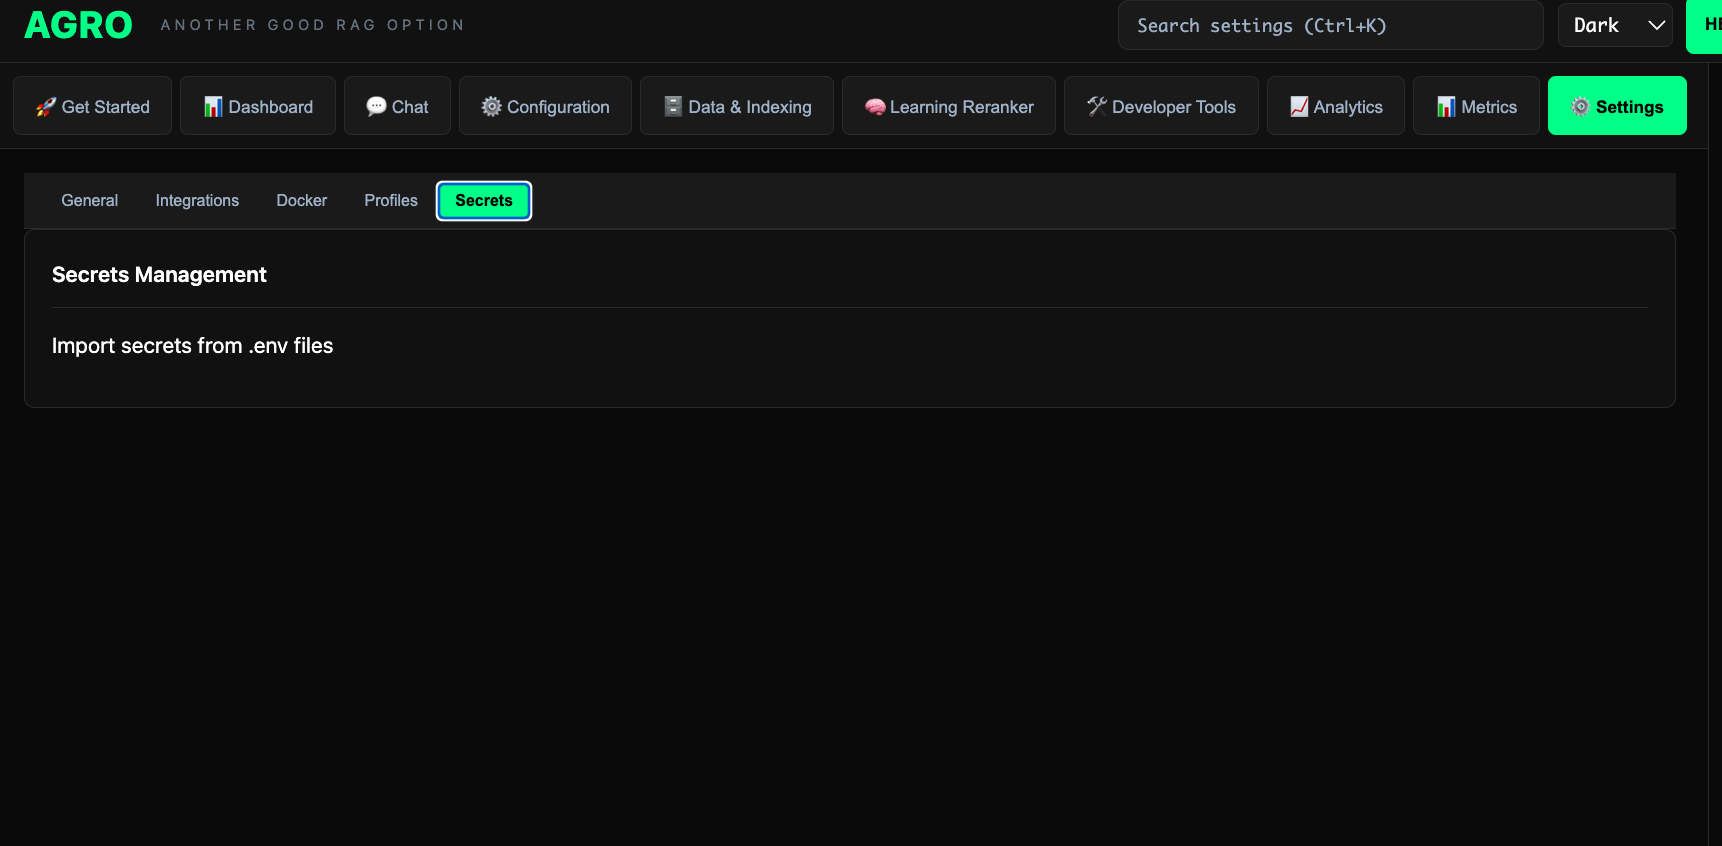 AGRO ANOTHER GOOD RAG OPTION Search settings (Ctrl+K) Dark
Get Started Dashboard Chat Configuration Data & Indexing Learning Reranker Developer Tools Analytics Metrics Settings
General Integrations Docker Profiles Secrets
Secrets Management
Import secrets from .env files